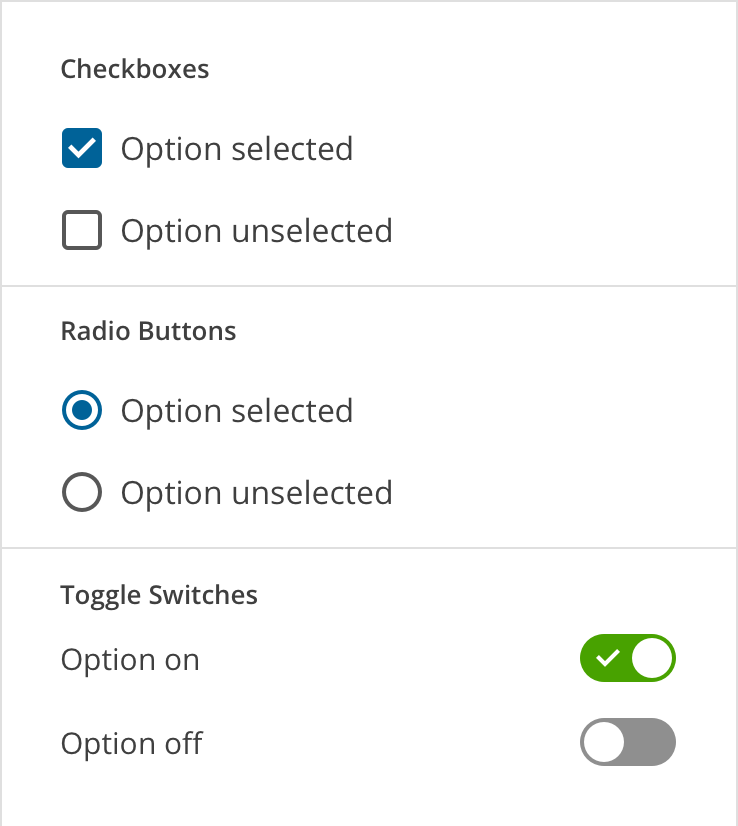 Checkboxes
Option selected
Option unselected
Radio Buttons
Option selected
Option unselected
Toggle Switches
Option on
Option off